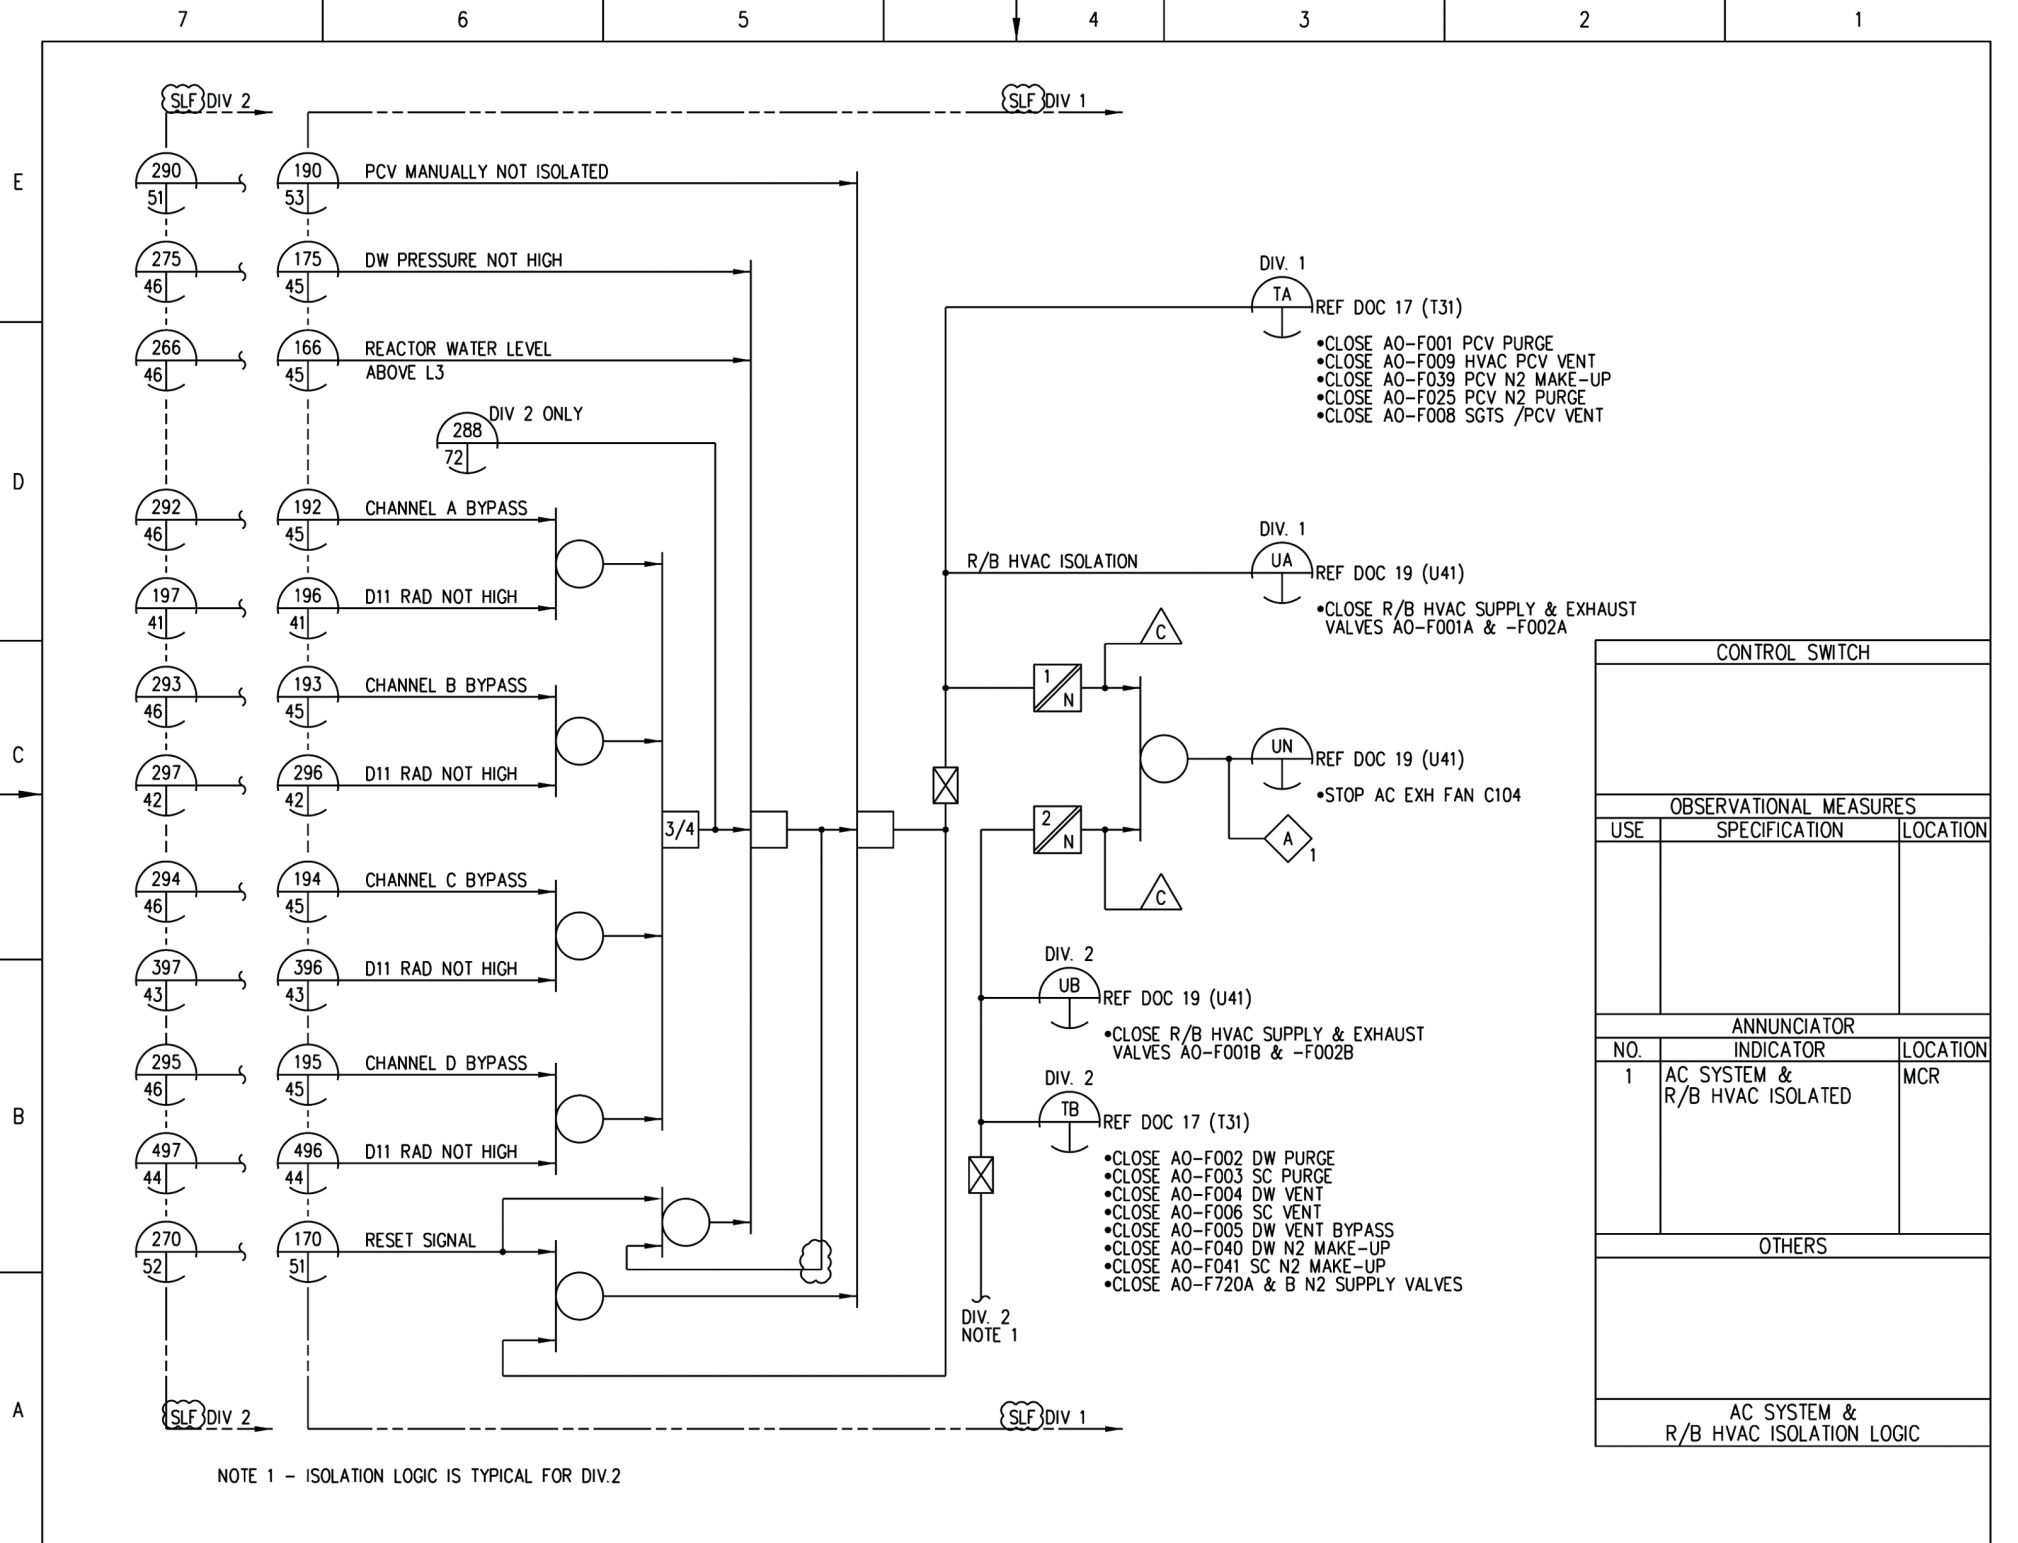 7 6 5 4 3 2 1
E
D
C
B
A
SLF DIV 2
SLF DIV 1
290
51
190
53
PCV MANUALLY NOT ISOLATED
275
46
175
45
DW PRESSURE NOT HIGH
266
46
166
45
REACTOR WATER LEVEL
ABOVE L3
288
72
DIV 2 ONLY
292
46
192
45
CHANNEL A BYPASS
197
41
196
41
D11 RAD NOT HIGH
293
46
193
45
CHANNEL B BYPASS
297
42
296
42
D11 RAD NOT HIGH
3/4
294
46
194
45
CHANNEL C BYPASS
397
43
396
43
D11 RAD NOT HIGH
295
46
195
45
CHANNEL D BYPASS
497
44
496
44
D11 RAD NOT HIGH
270
52
170
51
RESET SIGNAL
SLF DIV 2
SLF DIV 1
NOTE 1 - ISOLATION LOGIC IS TYPICAL FOR DIV.2
DIV. 1
TA
REF DOC 17 (T31)
•CLOSE AO-F001 PCV PURGE
•CLOSE AO-F009 HVAC PCV VENT
•CLOSE AO-F039 PCV N2 MAKE-UP
•CLOSE AO-F025 PCV N2 PURGE
•CLOSE AO-F008 SGTS /PCV VENT
R/B HVAC ISOLATION
DIV. 1
UA
REF DOC 19 (U41)
•CLOSE R/B HVAC SUPPLY & EXHAUST
VALVES AO-F001A & -F002A
C
1
N
UN
REF DOC 19 (U41)
•STOP AC EXH FAN C104
A
1
2
N
C
DIV. 2
UB
REF DOC 19 (U41)
•CLOSE R/B HVAC SUPPLY & EXHAUST
VALVES AO-F001B & -F002B
DIV. 2
TB
REF DOC 17 (T31)
•CLOSE AO-F002 DW PURGE
•CLOSE AO-F003 SC PURGE
•CLOSE AO-F004 DW VENT
•CLOSE AO-F006 SC VENT
•CLOSE AO-F005 DW VENT BYPASS
•CLOSE AO-F040 DW N2 MAKE-UP
•CLOSE AO-F041 SC N2 MAKE-UP
•CLOSE AO-F720A & B N2 SUPPLY VALVES
DIV. 2
NOTE 1
CONTROL SWITCH
OBSERVATIONAL MEASURES
USE SPECIFICATION LOCATION
ANNUNCIATOR
NO. INDICATOR LOCATION
1 AC SYSTEM & MCR
R/B HVAC ISOLATED
OTHERS
AC SYSTEM &
R/B HVAC ISOLATION LOGIC